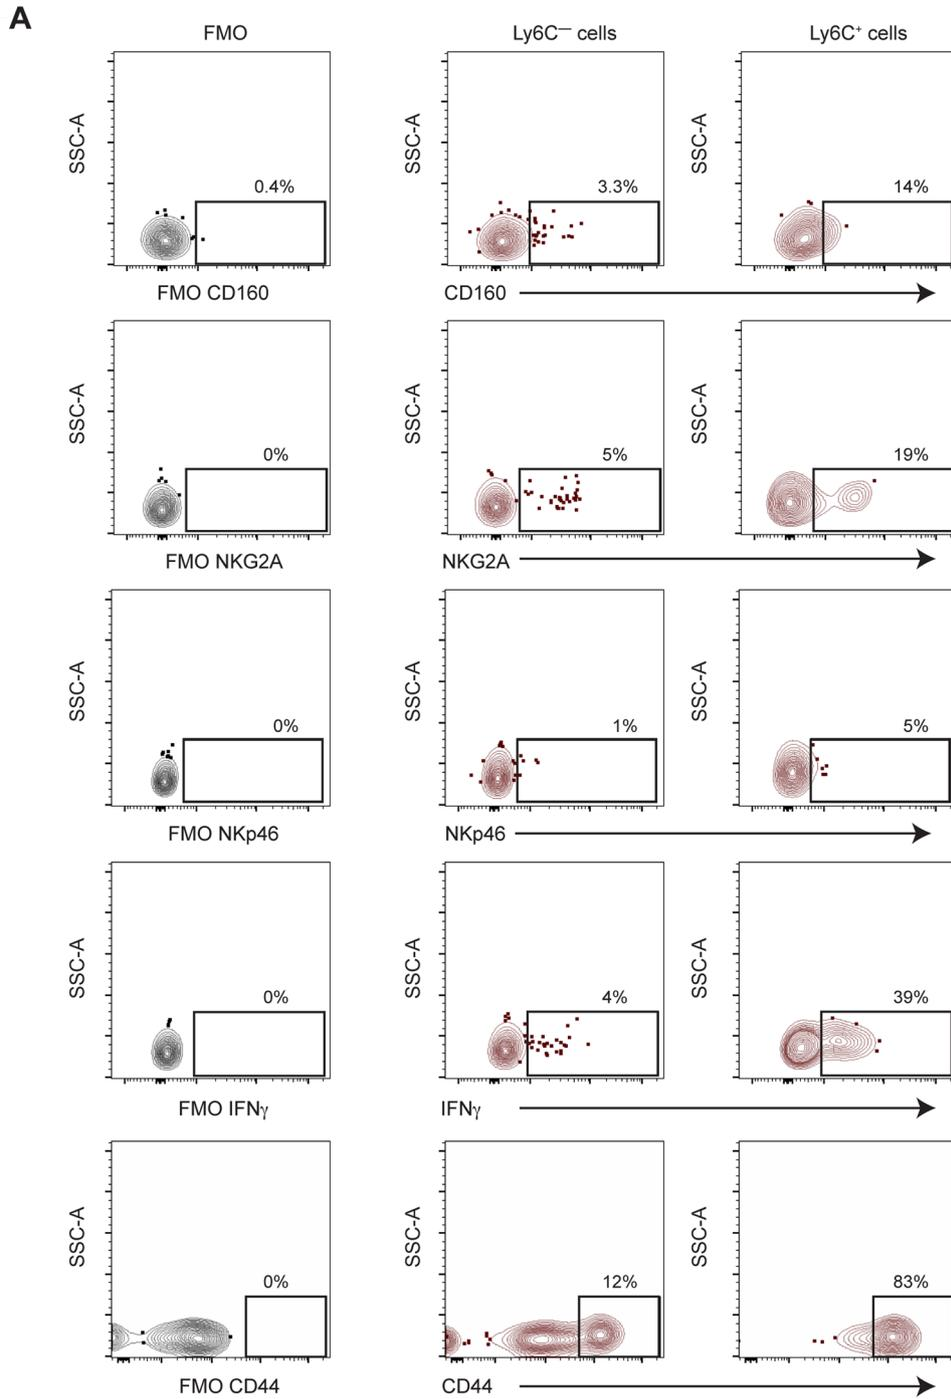 A
FMO
Ly6C— cells
Ly6C+ cells
SSC-A
0.4%
SSC-A
3.3%
SSC-A
14%
FMO CD160
CD160
SSC-A
0%
SSC-A
5%
SSC-A
19%
FMO NKG2A
NKG2A
SSC-A
0%
SSC-A
1%
SSC-A
5%
FMO NKp46
NKp46
SSC-A
0%
SSC-A
4%
SSC-A
39%
FMO IFNγ
IFNγ
SSC-A
0%
SSC-A
12%
SSC-A
83%
FMO CD44
CD44